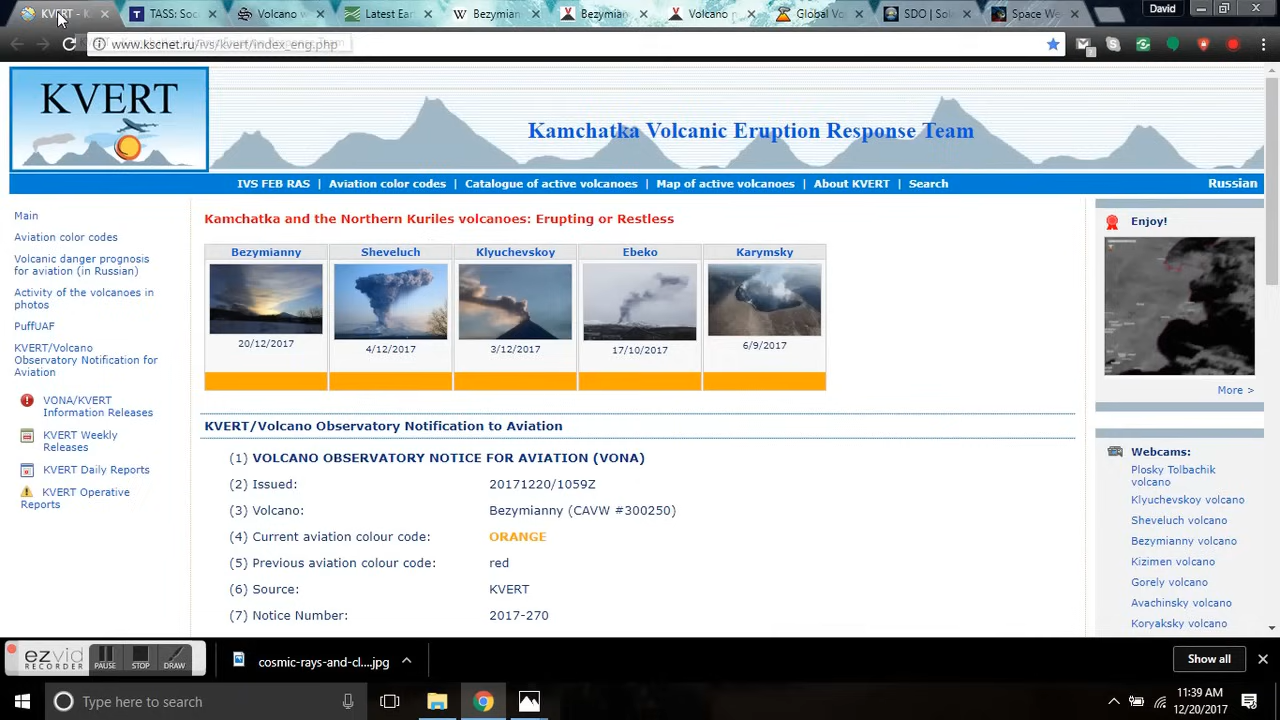 KVERT - K
TASS: Soc
Volcano v
Latest Ear
Bezymian
Bezymian
Volcano
Global Vo
SDO | Sol
Space We
David
www.kscnet.ru/ivs/kvert/index_eng.php
KVERT
Kamchatka Volcanic Eruption Response Team
IVS FEB RAS | Aviation color codes | Catalogue of active volcanoes | Map of active volcanoes | About KVERT | Search
Russian
Main
Aviation color codes
Volcanic danger prognosis
for aviation (in Russian)
Activity of the volcanoes in
photos
PuffUAF
KVERT/Volcano
Observatory Notification for
Aviation
VONA/KVERT
Information Releases
KVERT Weekly
Releases
KVERT Daily Reports
KVERT Operative
Reports
Kamchatka and the Northern Kuriles volcanoes: Erupting or Restless
Bezymianny Sheveluch Klyuchevskoy Ebeko Karymsky
20/12/2017 4/12/2017 3/12/2017 17/10/2017 6/9/2017
KVERT/Volcano Observatory Notification to Aviation
(1) VOLCANO OBSERVATORY NOTICE FOR AVIATION (VONA)
(2) Issued: 20171220/1059Z
(3) Volcano: Bezymianny (CAVW #300250)
(4) Current aviation colour code: ORANGE
(5) Previous aviation colour code: red
(6) Source: KVERT
(7) Notice Number: 2017-270
Enjoy!
More >
Webcams:
Plosky Tolbachik
volcano
Klyuchevskoy volcano
Sheveluch volcano
Bezymianny volcano
Kizimen volcano
Gorely volcano
Avachinsky volcano
Koryaksky volcano
ezvid
RECORDER
PAUSE
STOP
DRAW
cosmic-rays-and-cl....jpg
Show all
Type here to search
11:39 AM
12/20/2017